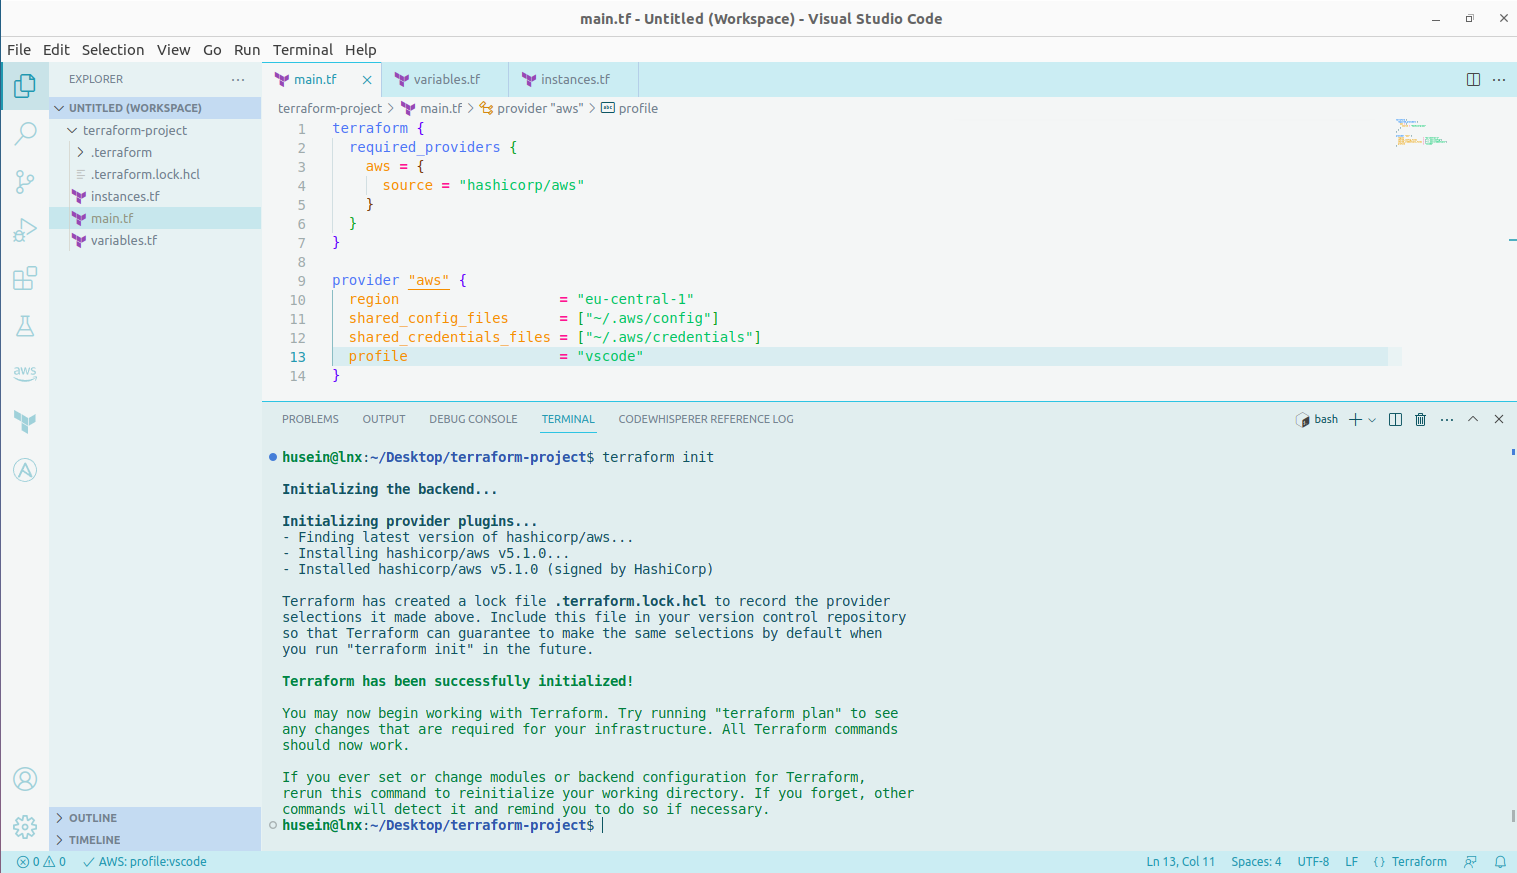 main.tf - Untitled (Workspace) - Visual Studio Code
File Edit Selection View Go Run Terminal Help
EXPLORER
UNTITLED (WORKSPACE)
terraform-project
.terraform
.terraform.lock.hcl
instances.tf
main.tf
variables.tf
OUTLINE
TIMELINE
aws
main.tf variables.tf instances.tf
terraform-project > main.tf > provider "aws" > abc profile
1 terraform {
2 required_providers {
3 aws = {
4 source = "hashicorp/aws"
5 }
6 }
7 }
8
9 provider "aws" {
10 region = "eu-central-1"
11 shared_config_files = ["~/.aws/config"]
12 shared_credentials_files = ["~/.aws/credentials"]
13 profile = "vscode"
14 }
PROBLEMS OUTPUT DEBUG CONSOLE TERMINAL CODEWHISPERER REFERENCE LOG
bash
husein@lnx:~/Desktop/terraform-project$ terraform init
Initializing the backend...
Initializing provider plugins...
- Finding latest version of hashicorp/aws...
- Installing hashicorp/aws v5.1.0...
- Installed hashicorp/aws v5.1.0 (signed by HashiCorp)
Terraform has created a lock file .terraform.lock.hcl to record the provider
selections it made above. Include this file in your version control repository
so that Terraform can guarantee to make the same selections by default when
you run "terraform init" in the future.
Terraform has been successfully initialized!
You may now begin working with Terraform. Try running "terraform plan" to see
any changes that are required for your infrastructure. All Terraform commands
should now work.
If you ever set or change modules or backend configuration for Terraform,
rerun this command to reinitialize your working directory. If you forget, other
commands will detect it and remind you to do so if necessary.
husein@lnx:~/Desktop/terraform-project$
0 0 AWS: profile:vscode
Ln 13, Col 11 Spaces: 4 UTF-8 LF {} Terraform